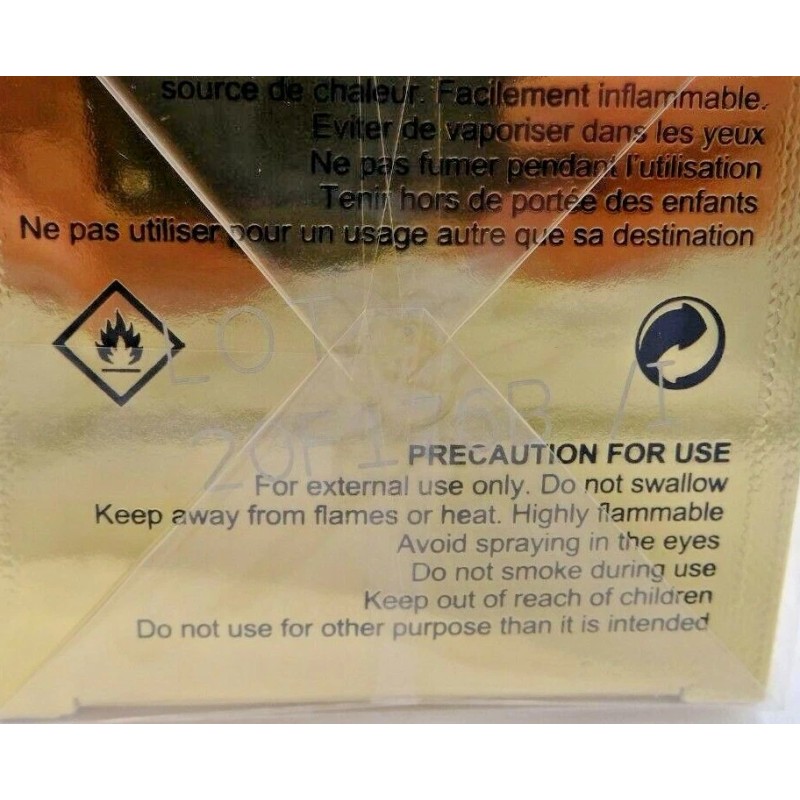 source de chaleur. Facilement inflammable.
Eviter de vaporiser dans les yeux
Ne pas fumer pendant l'utilisation
Tenir hors de portée des enfants
Ne pas utiliser pour un usage autre que sa destination
LOT
20F176B /I
PRECAUTION FOR USE
For external use only. Do not swallow
Keep away from flames or heat. Highly flammable
Avoid spraying in the eyes
Do not smoke during use
Keep out of reach of children
Do not use for other purpose than it is intended